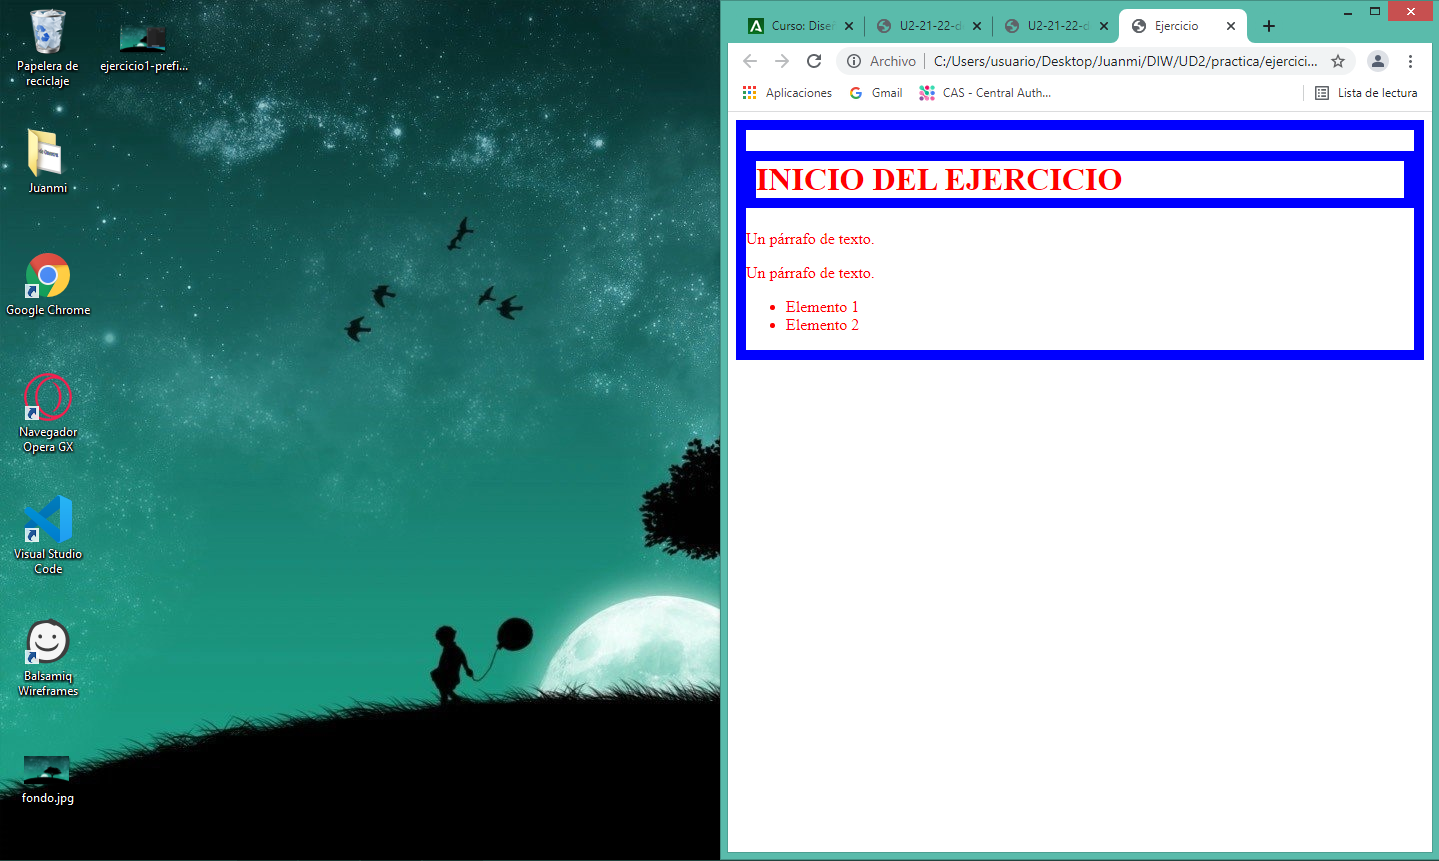 Papelera de
reciclaje
ejercicio1-prefi...
Juanmi
Google Chrome
Navegador
Opera GX
Visual Studio
Code
Balsamiq
Wireframes
fondo.jpg
Curso: Diseñ
U2-21-22-d
U2-21-22-d
Ejercicio
Archivo
C:/Users/usuario/Desktop/Juanmi/DIW/UD2/practica/ejercici...
Aplicaciones
Gmail
CAS - Central Auth...
Lista de lectura
INICIO DEL EJERCICIO
Un párrafo de texto.
Un párrafo de texto.
Elemento 1
Elemento 2